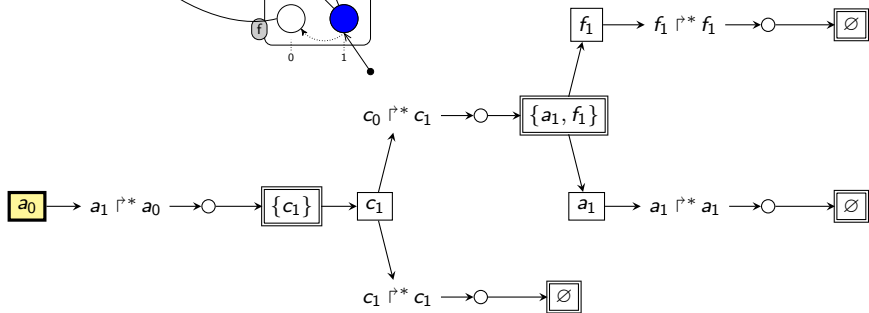 f
0 1
f₁ f₁ ↱* f₁ ∅
c₀ ↱* c₁ {a₁, f₁}
a₀ a₁ ↱* a₀ {c₁} c₁ a₁ a₁ ↱* a₁ ∅
c₁ ↱* c₁ ∅